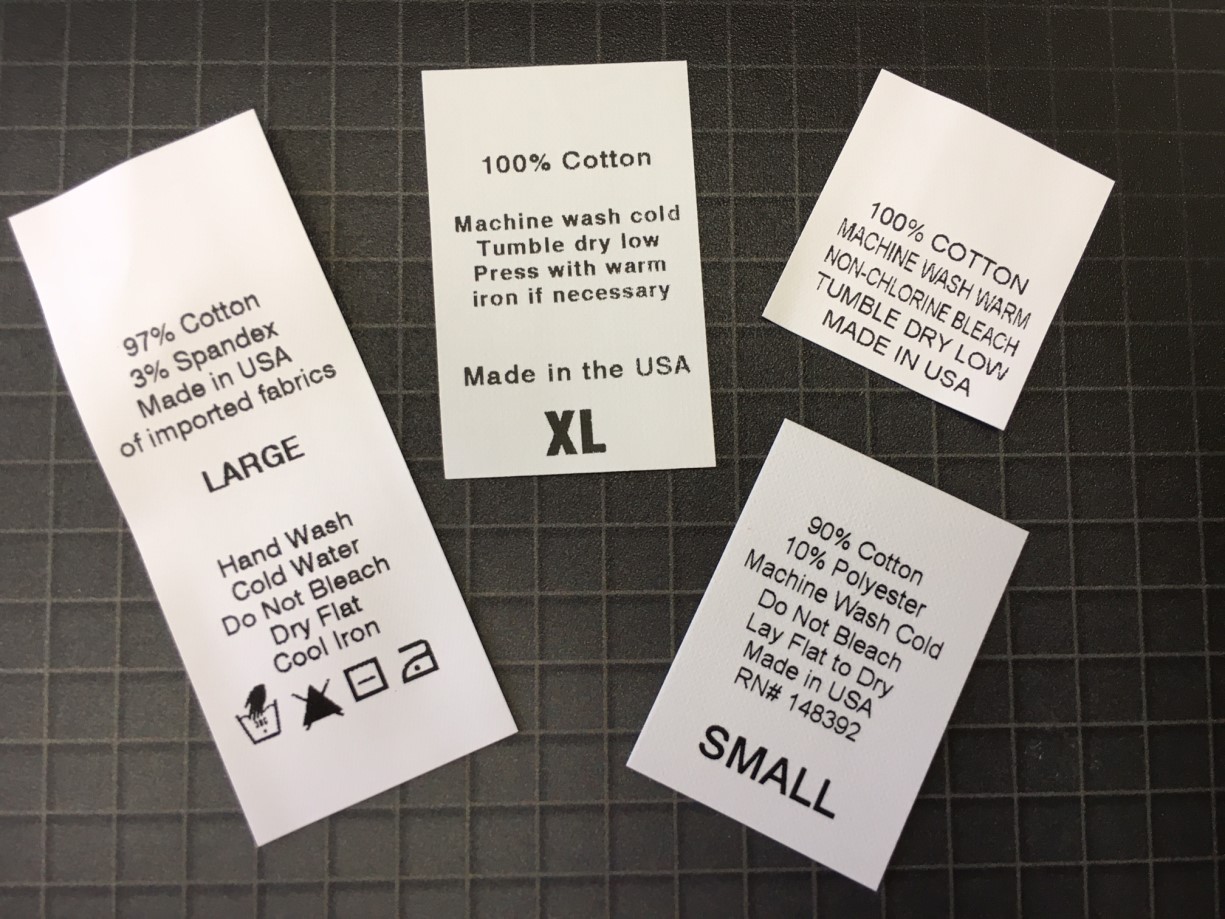 97% Cotton
3% Spandex
Made in USA
of imported fabrics
LARGE
Hand Wash
Cold Water
Do Not Bleach
Dry Flat
Cool Iron
100% Cotton
Machine wash cold
Tumble dry low
Press with warm
iron if necessary
Made in the USA
XL
100% COTTON
MACHINE WASH WARM
NON-CHLORINE BLEACH
TUMBLE DRY LOW
MADE IN USA
90% Cotton
10% Polyester
Machine Wash Cold
Do Not Bleach
Lay Flat to Dry
Made in USA
RN# 148392
SMALL